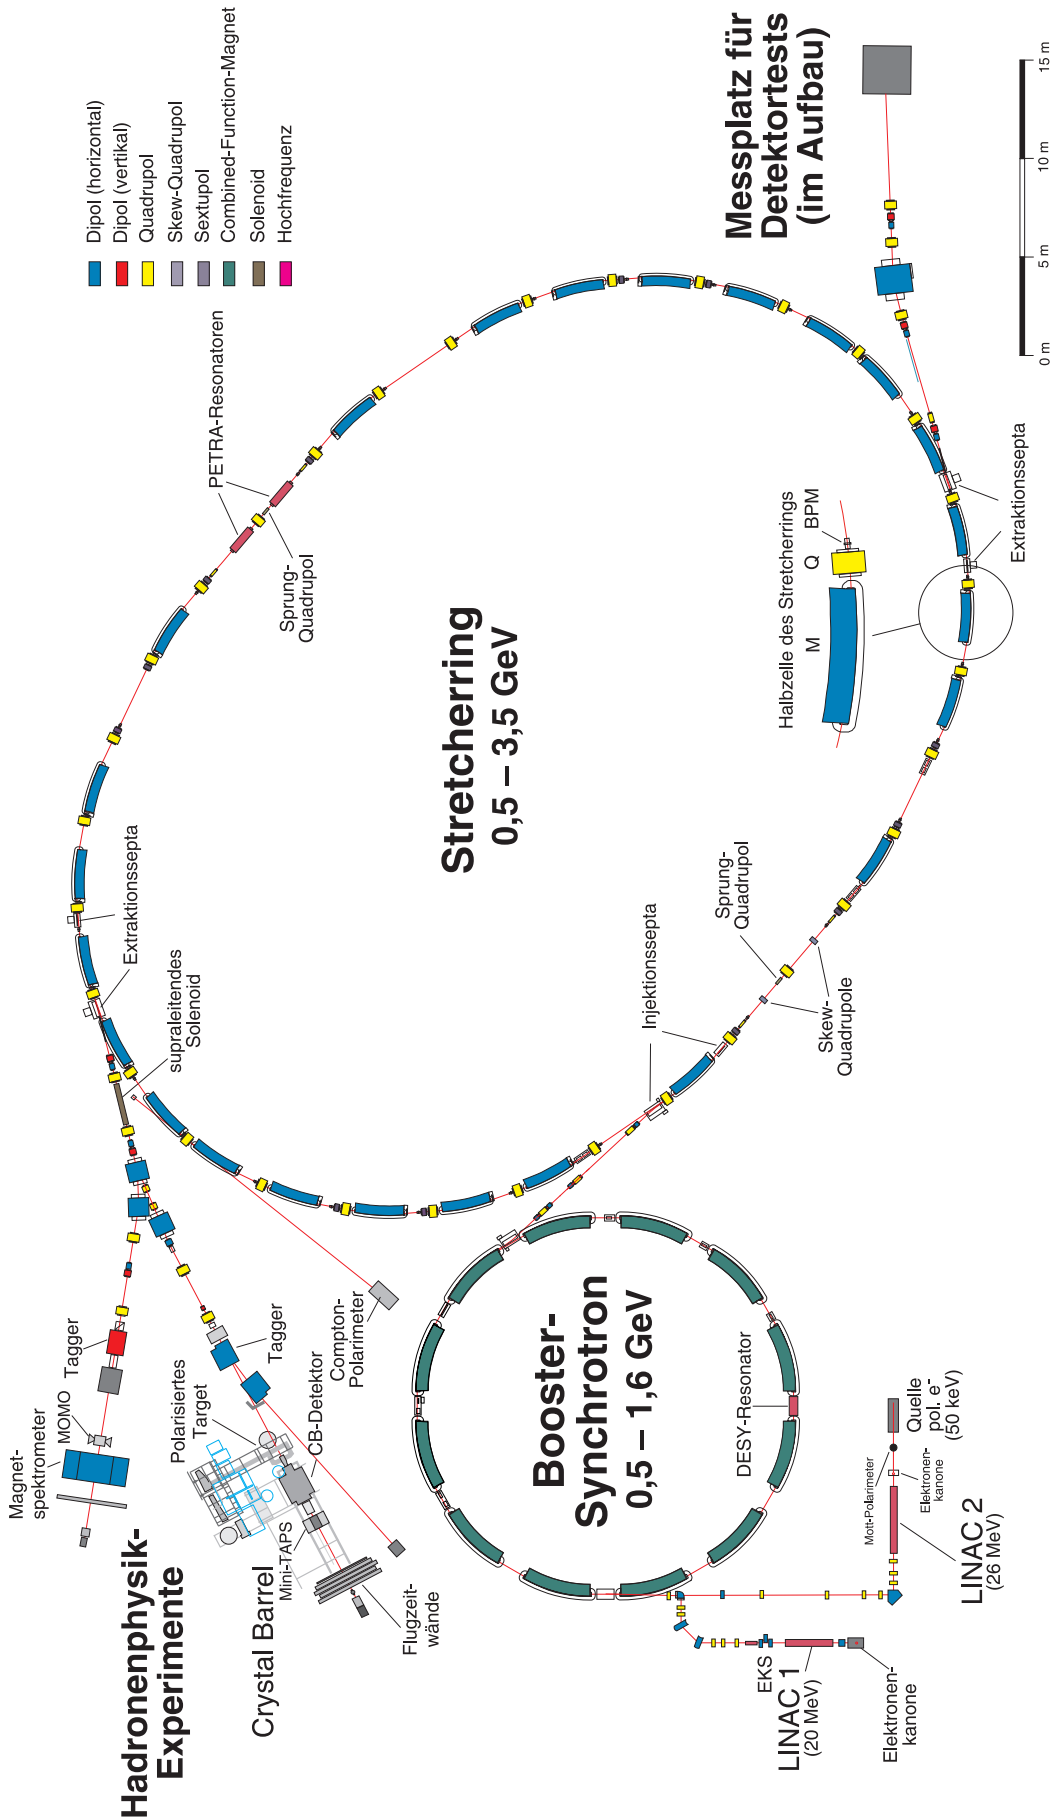 Dipol (horizontal)
Dipol (vertikal)
Quadrupol
Skew-Quadrupol
Sextupol
Combined-Function-Magnet
Solenoid
Hochfrequenz
Messplatz für
Detektortests
(im Aufbau)
0 m
5 m
10 m
15 m
PETRA-Resonatoren
Sprung-
Quadrupol
Stretcherring
0,5 – 3,5 GeV
Halbzelle des Stretcherrings
M
Q
BPM
Extraktionssepta
Extraktionssepta
supraleitendes
Solenoid
Injektionssepta
Sprung-
Quadrupol
Skew-
Quadrupole
Magnet-
spektrometer
MOMO
Tagger
Polarisiertes
Target
Tagger
CB-Detektor
Compton-
Polarimeter
Hadronenphysik-
Experimente
Crystal Barrel
Mini-TAPS
Flugzeit-
wände
Booster-
Synchrotron
0,5 – 1,6 GeV
DESY-Resonator
Mott-Polarimeter
Elektronen-
kanone
Quelle
pol. e-
(50 keV)
LINAC 2
(26 MeV)
EKS
LINAC 1
(20 MeV)
Elektronen-
kanone